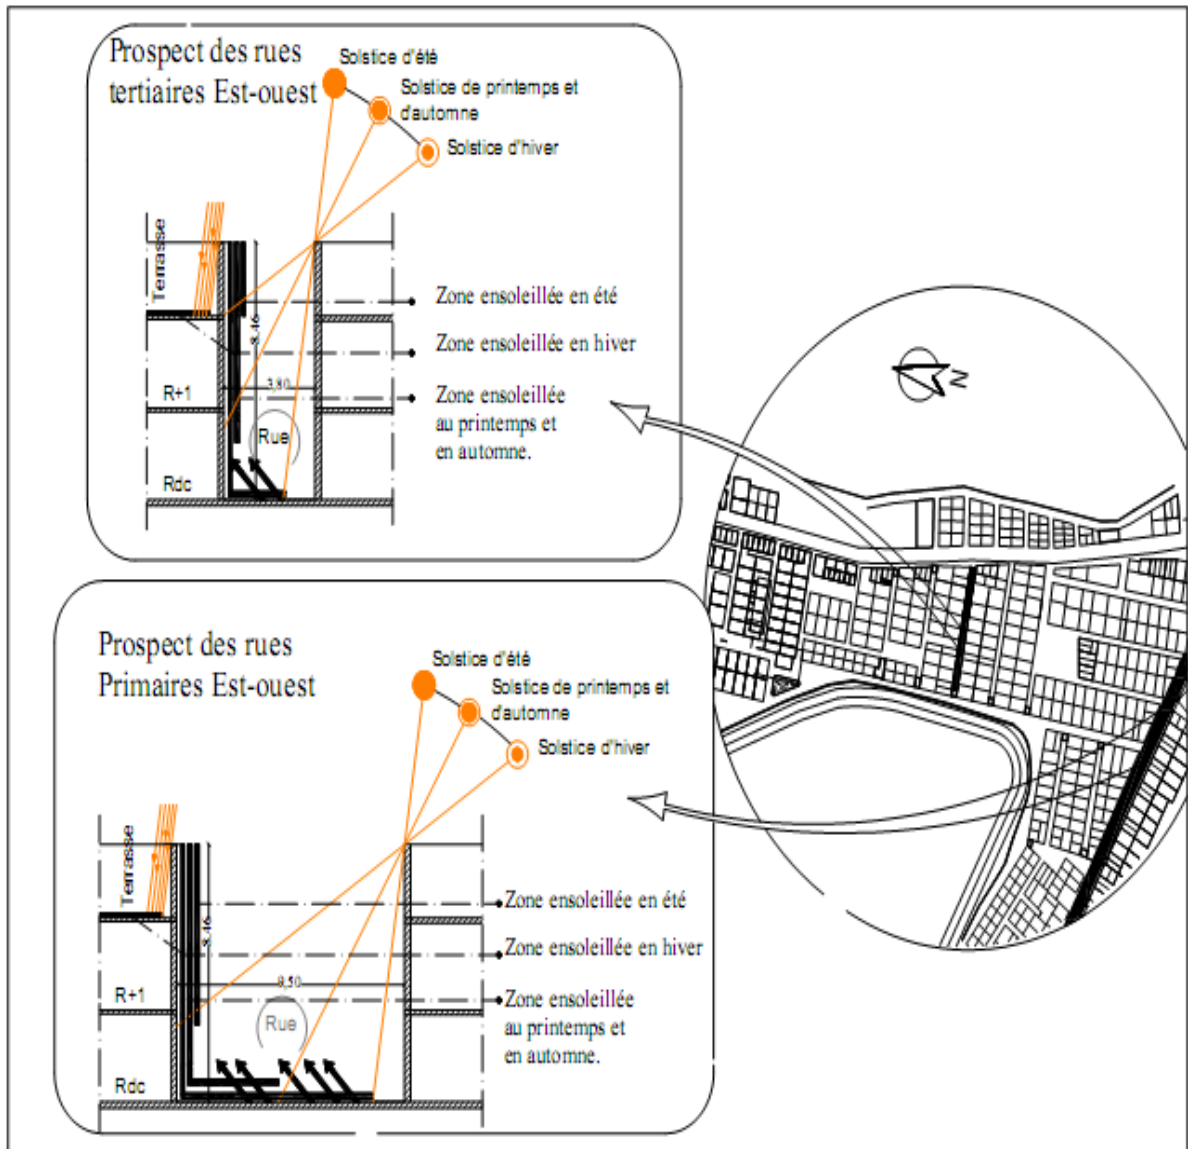 Prospect des rues
tertiaires Est-ouest
Solstice d'été
Solstice de printemps et
d'automne
Solstice d'hiver
Terrasse
8.46
Zone ensoleillée en été
Zone ensoleillée en hiver
R+1
3,80
Zone ensoleillée
au printemps et
en automne.
Rue
Rdc
N
Prospect des rues
Primaires Est-ouest
Solstice d'été
Solstice de printemps et
d'automne
Solstice d'hiver
Terrasse
8.46
Zone ensoleillée en été
Zone ensoleillée en hiver
R+1
9,50
Zone ensoleillée
au printemps et
en automne.
Rue
Rdc